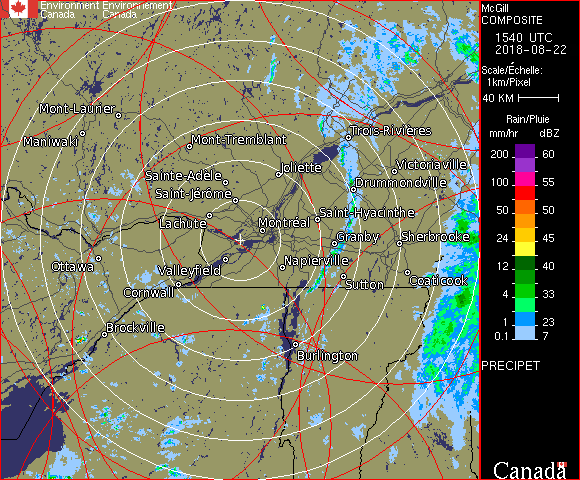 Environment Environnement
Canada Canada
McGill
COMPOSITE
1540 UTC
2018-08-22
Scale/Échelle:
1km/Pixel
40 KM
Rain/Pluie
mm/hr dBZ
200 60
100 55
50 50
24 45
12 40
4 33
1 23
0.1 7
PRECIPET
Canada
Mont-Laurier
Maniwaki
Mont-Tremblant
Trois-Rivières
Sainte-Adèle
Joliette
Victoriaville
Saint-Jérôme
Drummondville
Lachute
Montréal
Saint-Hyacinthe
Granby
Sherbrooke
Ottawa
Valleyfield
Napierville
Cornwall
Sutton
Coaticook
Brockville
Burlington